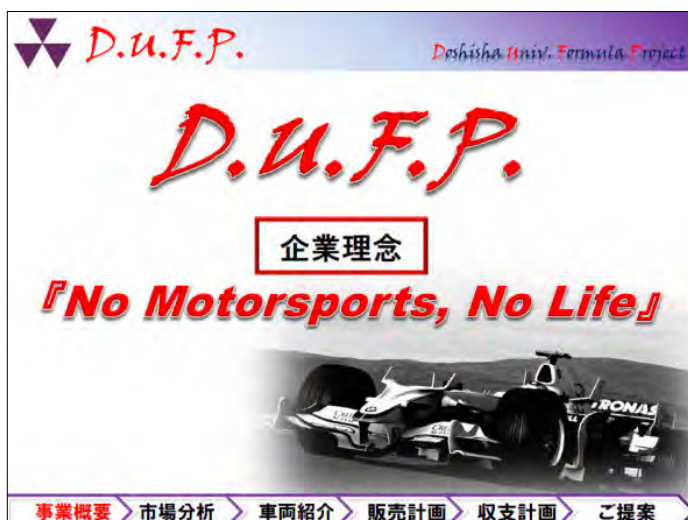 D.U.F.P.
Doshisha Univ. Formula Project
D.U.F.P.
企業理念
『No Motorsports, No Life』
RONAS
事業概要 市場分析 車両紹介 販売計画 収支計画 ご提案